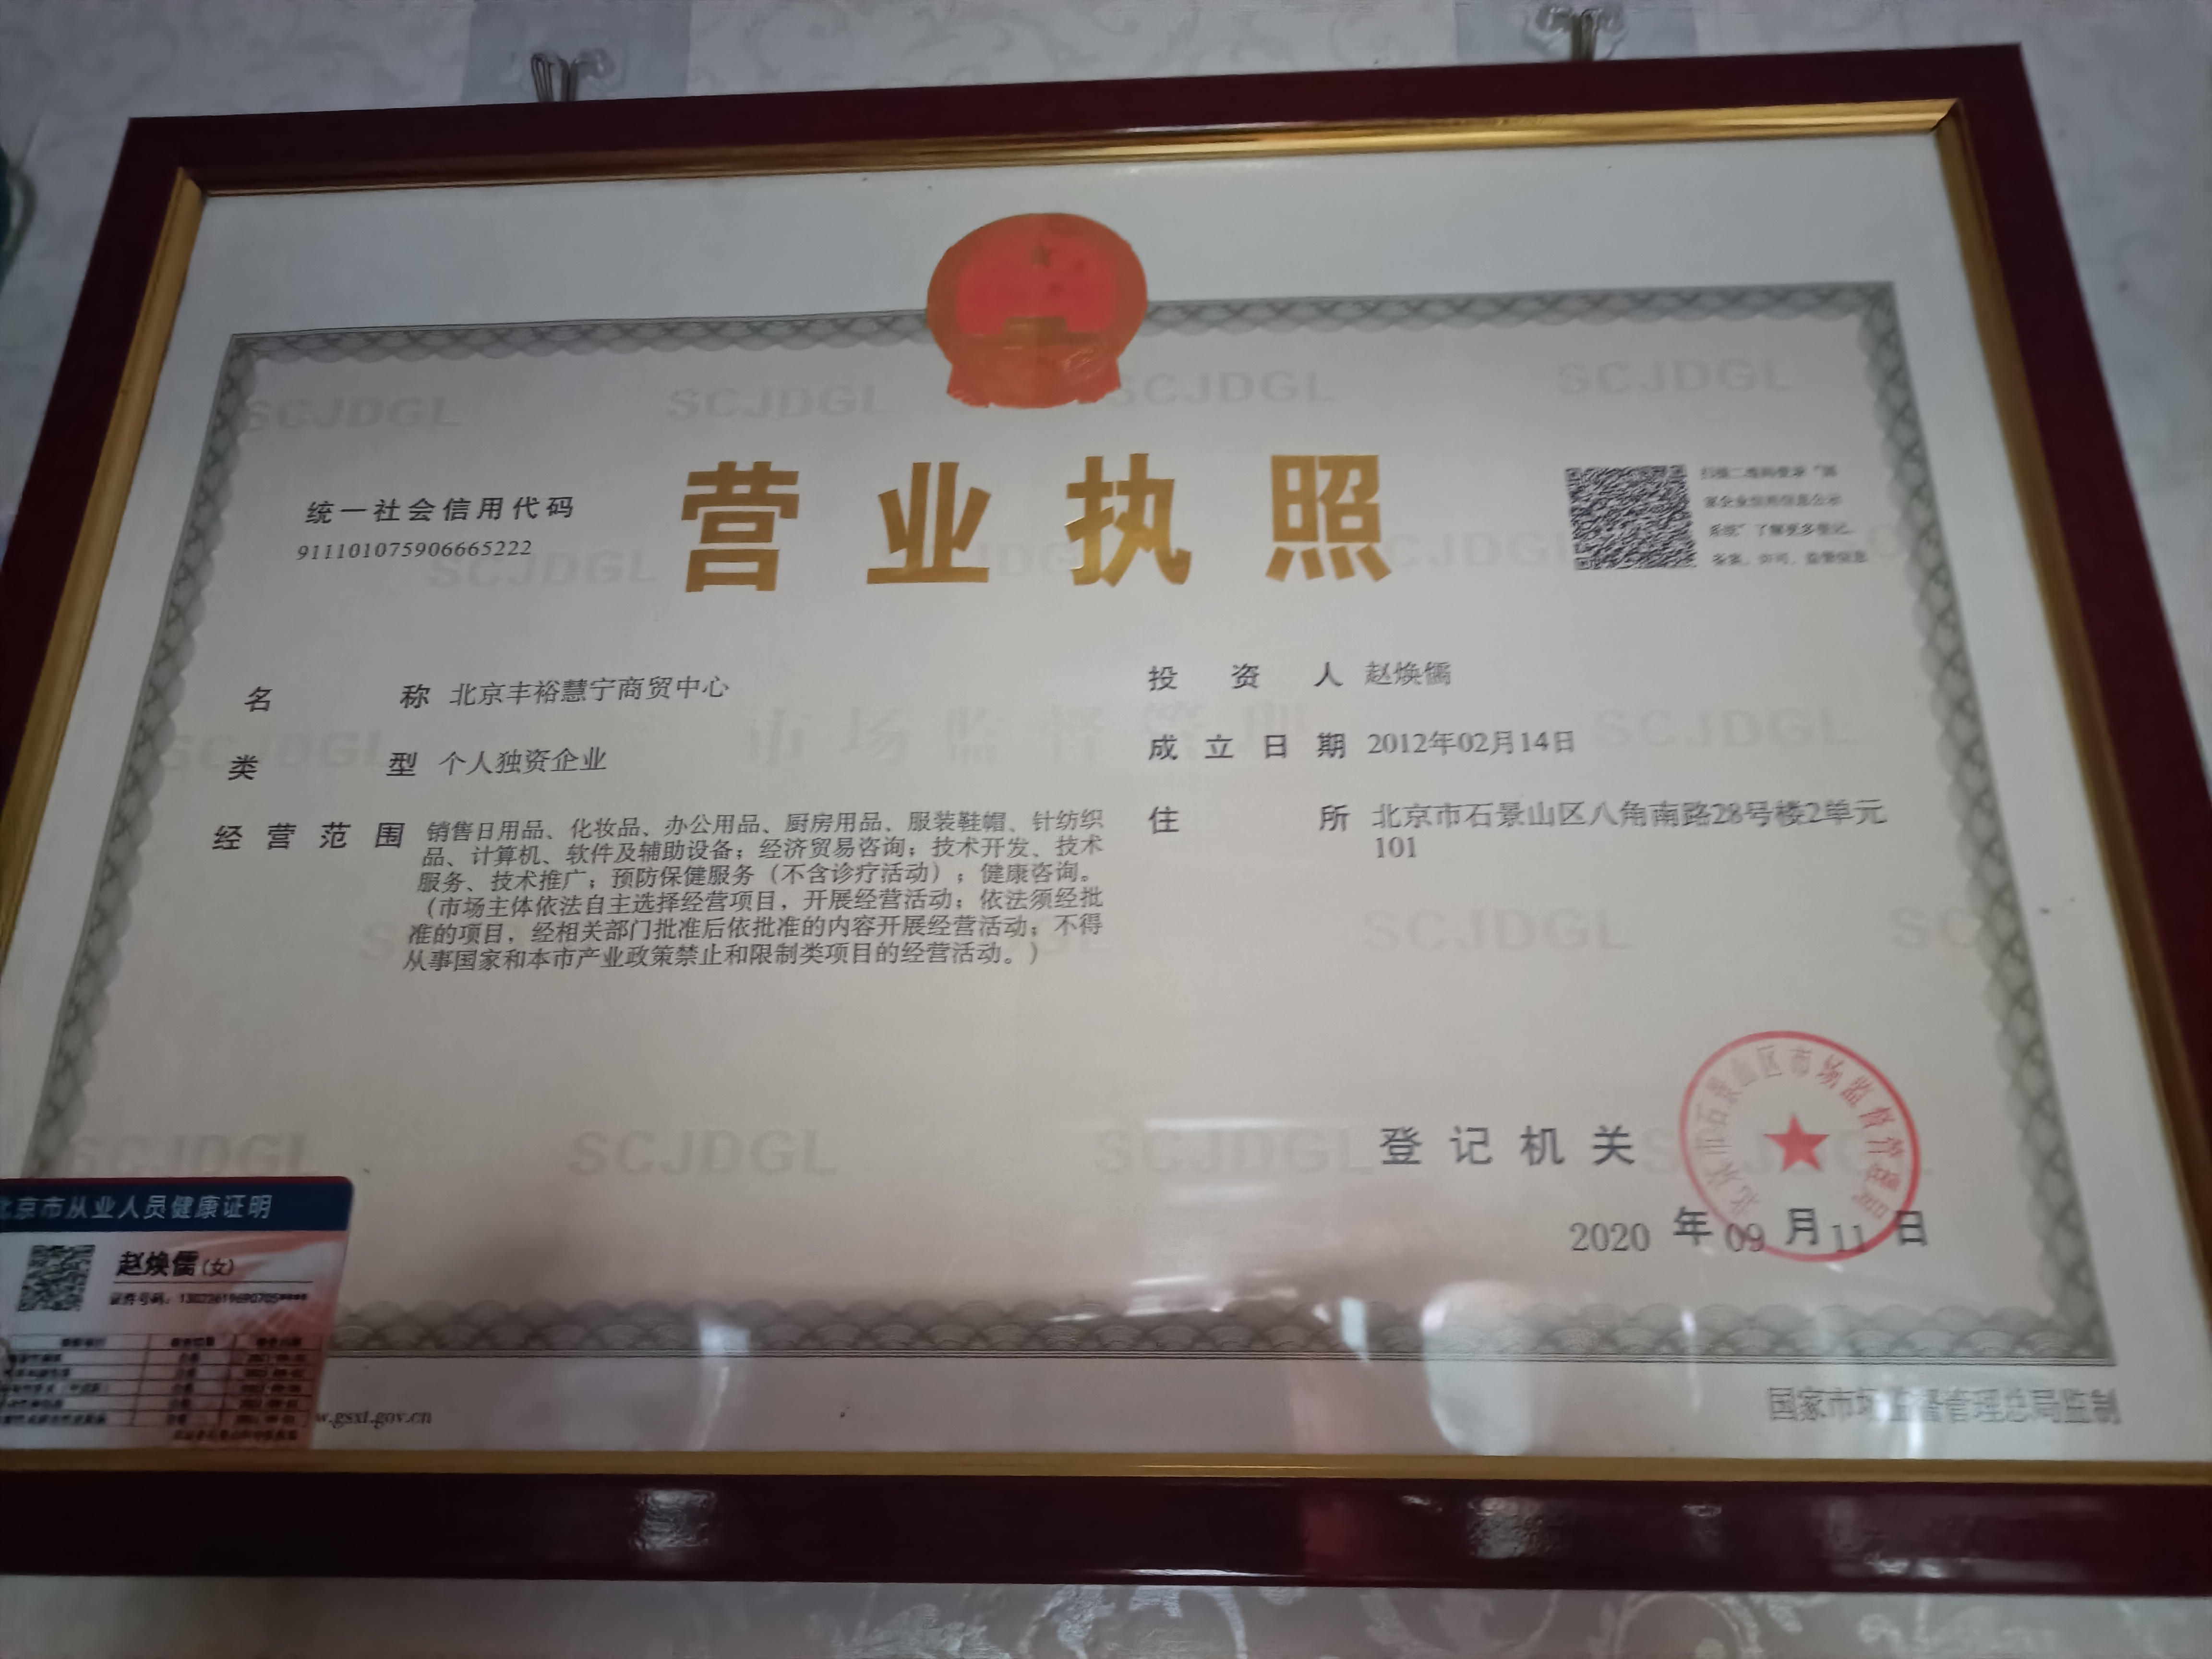 营业执照
统一社会信用代码
911101075906665222
扫描二维码登录“国
家企业信用信息公示
系统”了解更多登记、
备案、许可、监管信息
名称 北京丰裕慧宁商贸中心
类型 个人独资企业
经营范围 销售日用品、化妆品、办公用品、厨房用品、服装鞋帽、针纺织
品、计算机、软件及辅助设备；经济贸易咨询；技术开发、技术
服务、技术推广；预防保健服务（不含诊疗活动）；健康咨询。
（市场主体依法自主选择经营项目，开展经营活动；依法须经批
准的项目，经相关部门批准后依批准的内容开展经营活动；不得
从事国家和本市产业政策禁止和限制类项目的经营活动。）
投资人 赵焕儒
成立日期 2012年02月14日
住所 北京市石景山区八角南路28号楼2单元
101
登记机关
北京市石景山区市场监督管理局
2020 年 09 月 11 日
北京市从业人员健康证明
赵焕儒(女)
证件号码：
w.gsxt.gov.cn
国家市场监督管理总局监制
市场监督管理
SCJDGL